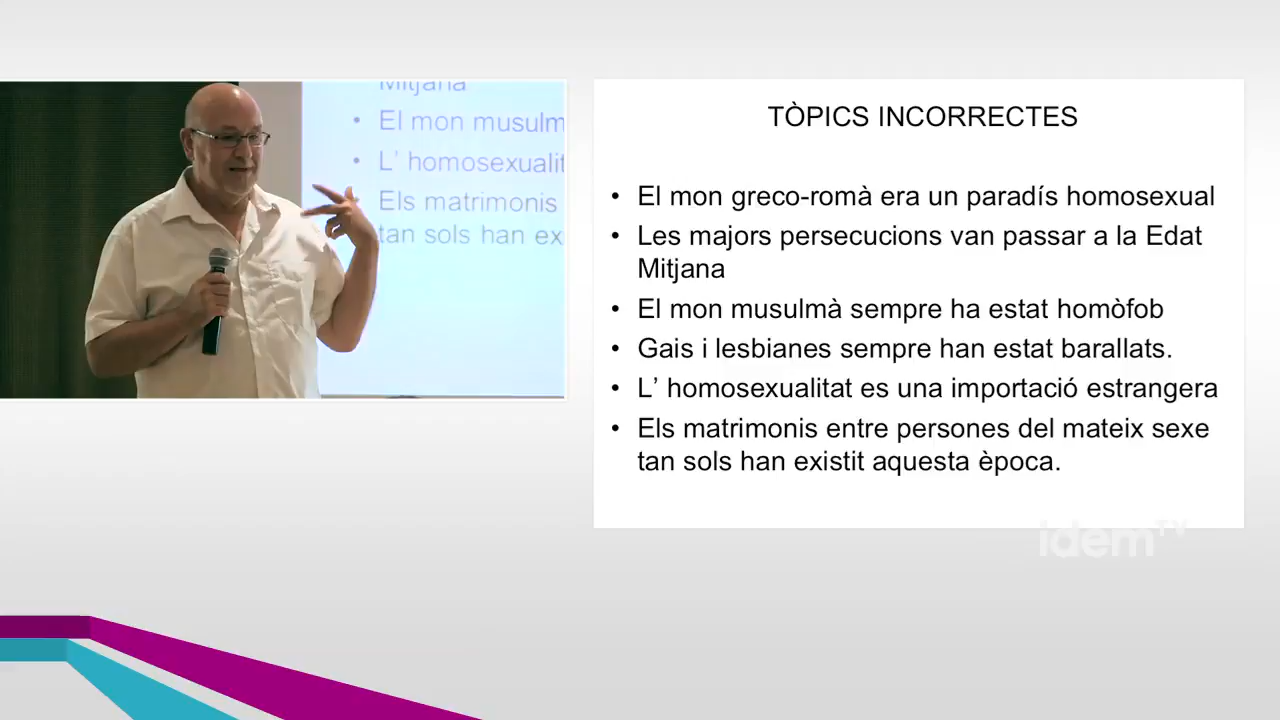 Mitjana
El mon musulm
L' homosexualit
Els matrimonis
tan sols han ex
TÒPICS INCORRECTES
• El mon greco-romà era un paradís homosexual
• Les majors persecucions van passar a la Edat
Mitjana
• El mon musulmà sempre ha estat homòfob
• Gais i lesbianes sempre han estat barallats.
• L’ homosexualitat es una importació estrangera
• Els matrimonis entre persones del mateix sexe
tan sols han existit aquesta època.
idem TV